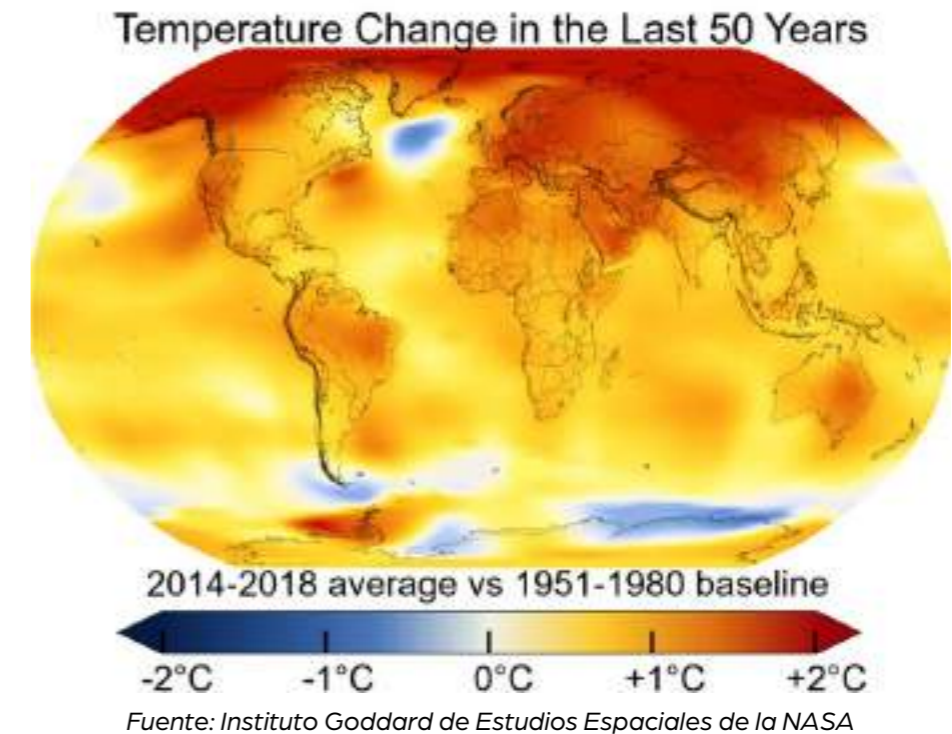 Temperature Change in the Last 50 Years
2014-2018 average vs 1951-1980 baseline
-2°C -1°C 0°C +1°C +2°C
Fuente: Instituto Goddard de Estudios Espaciales de la NASA